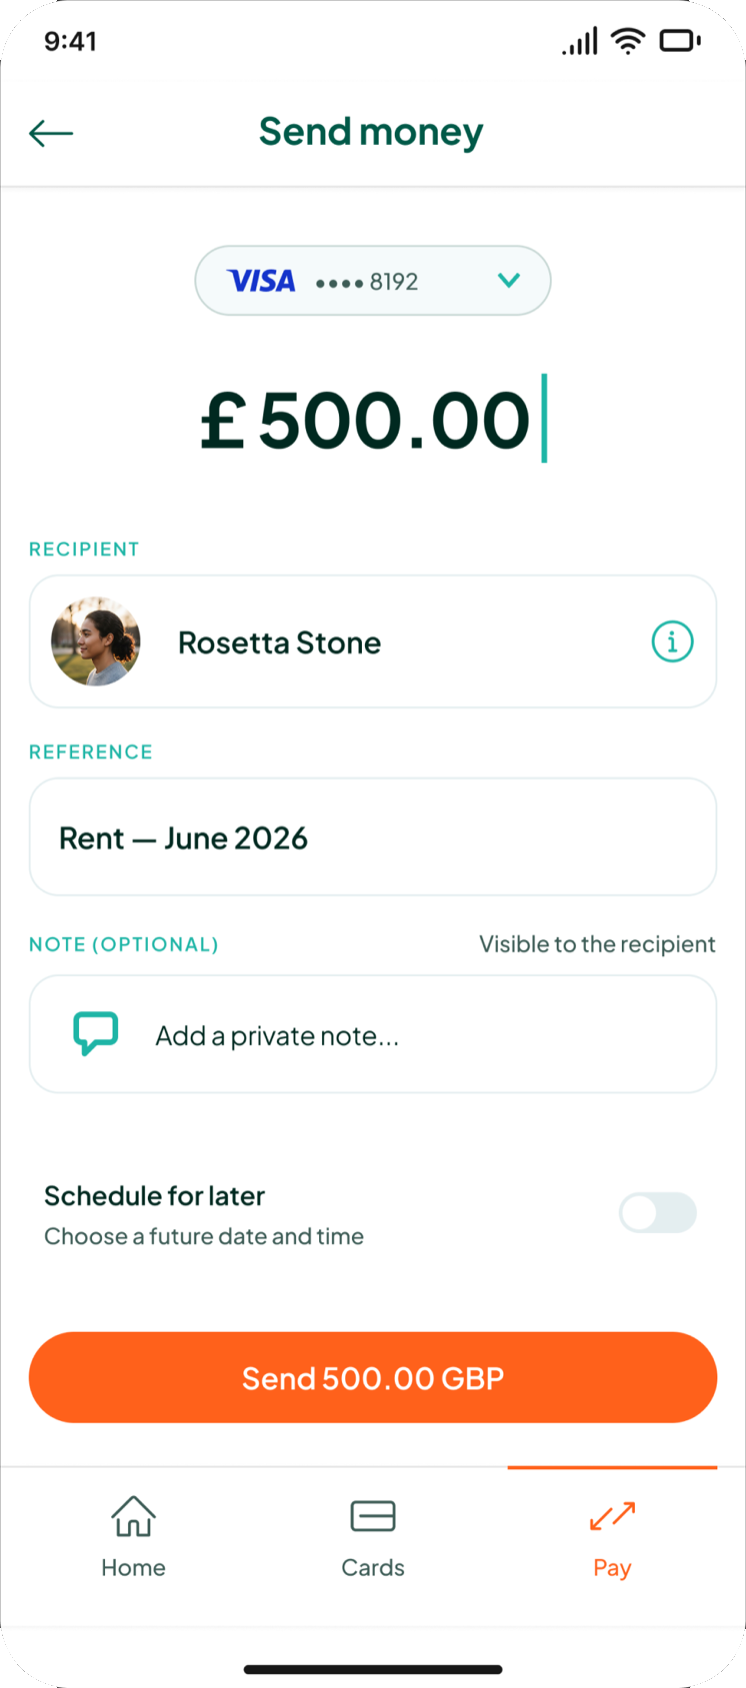 9:41
Send money
VISA •••• 8192
£500.00
RECIPIENT
Rosetta Stone
REFERENCE
Rent — June 2026
NOTE (OPTIONAL) Visible to the recipient
Add a private note...
Schedule for later
Choose a future date and time
Send 500.00 GBP
Home Cards Pay